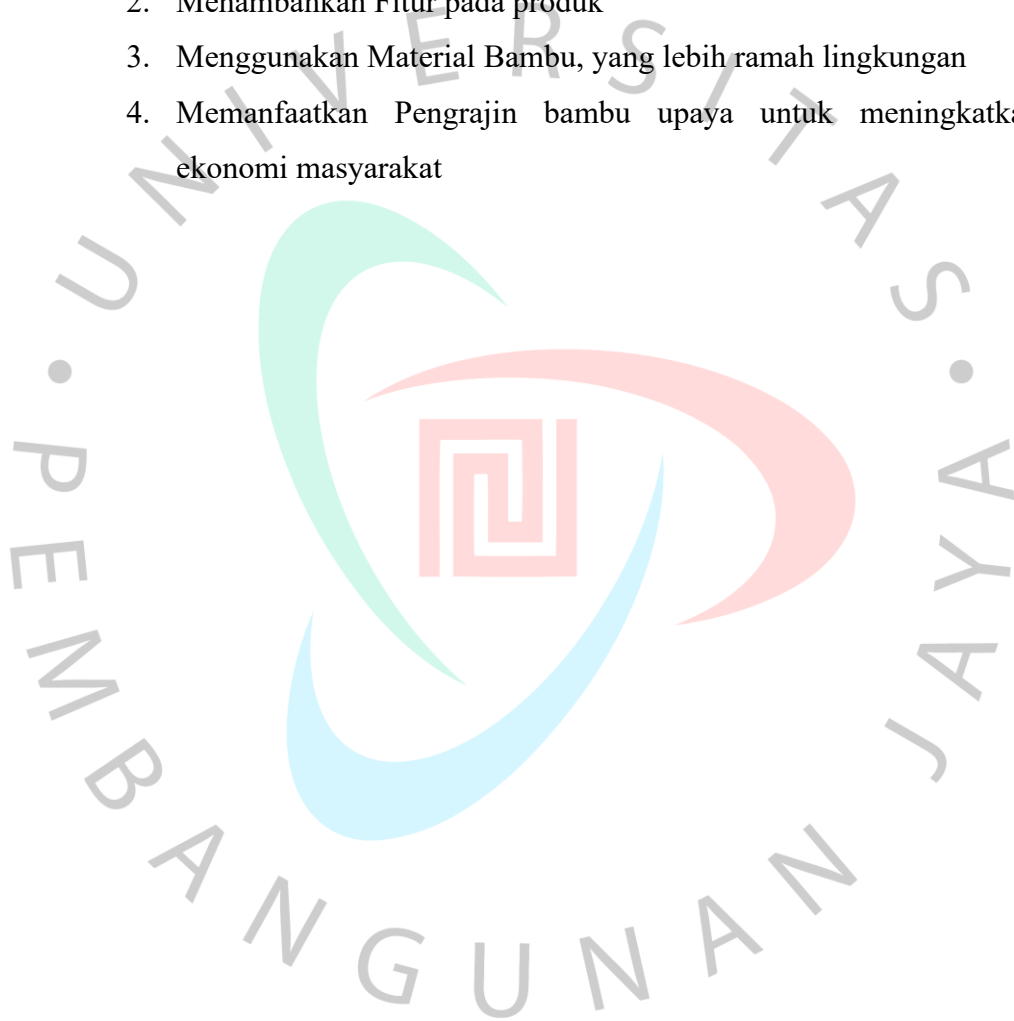 2. Menambahkan Fitur pada produk
3. Menggunakan Material Bambu, yang lebih ramah lingkungan
4. Memanfaatkan Pengrajin bambu upaya untuk meningkatka
ekonomi masyarakat
UNIVERSITAS • PEMBANGUNAN JAYA •